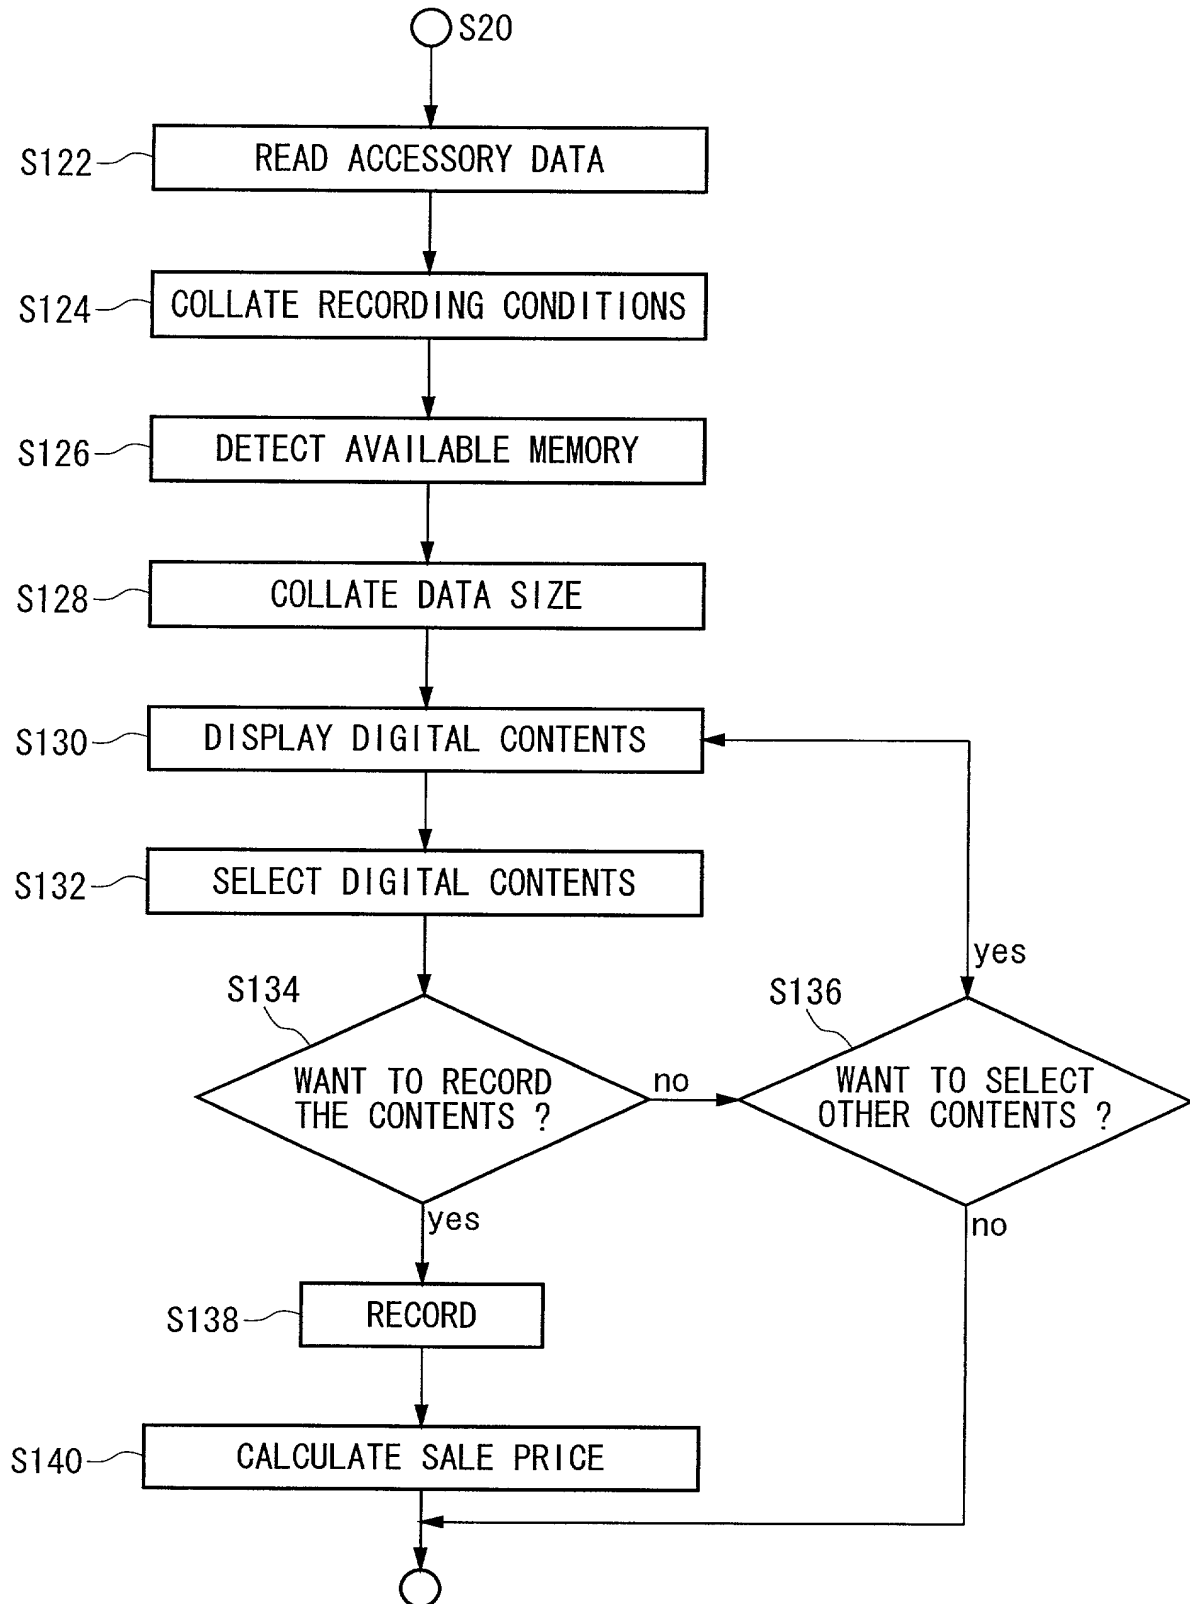 S20
S122
READ ACCESSORY DATA
S124
COLLATE RECORDING CONDITIONS
S126
DETECT AVAILABLE MEMORY
S128
COLLATE DATA SIZE
S130
DISPLAY DIGITAL CONTENTS
S132
SELECT DIGITAL CONTENTS
yes
S134
S136
WANT TO RECORD
THE CONTENTS ?
no
WANT TO SELECT
OTHER CONTENTS ?
yes
no
S138
RECORD
S140
CALCULATE SALE PRICE